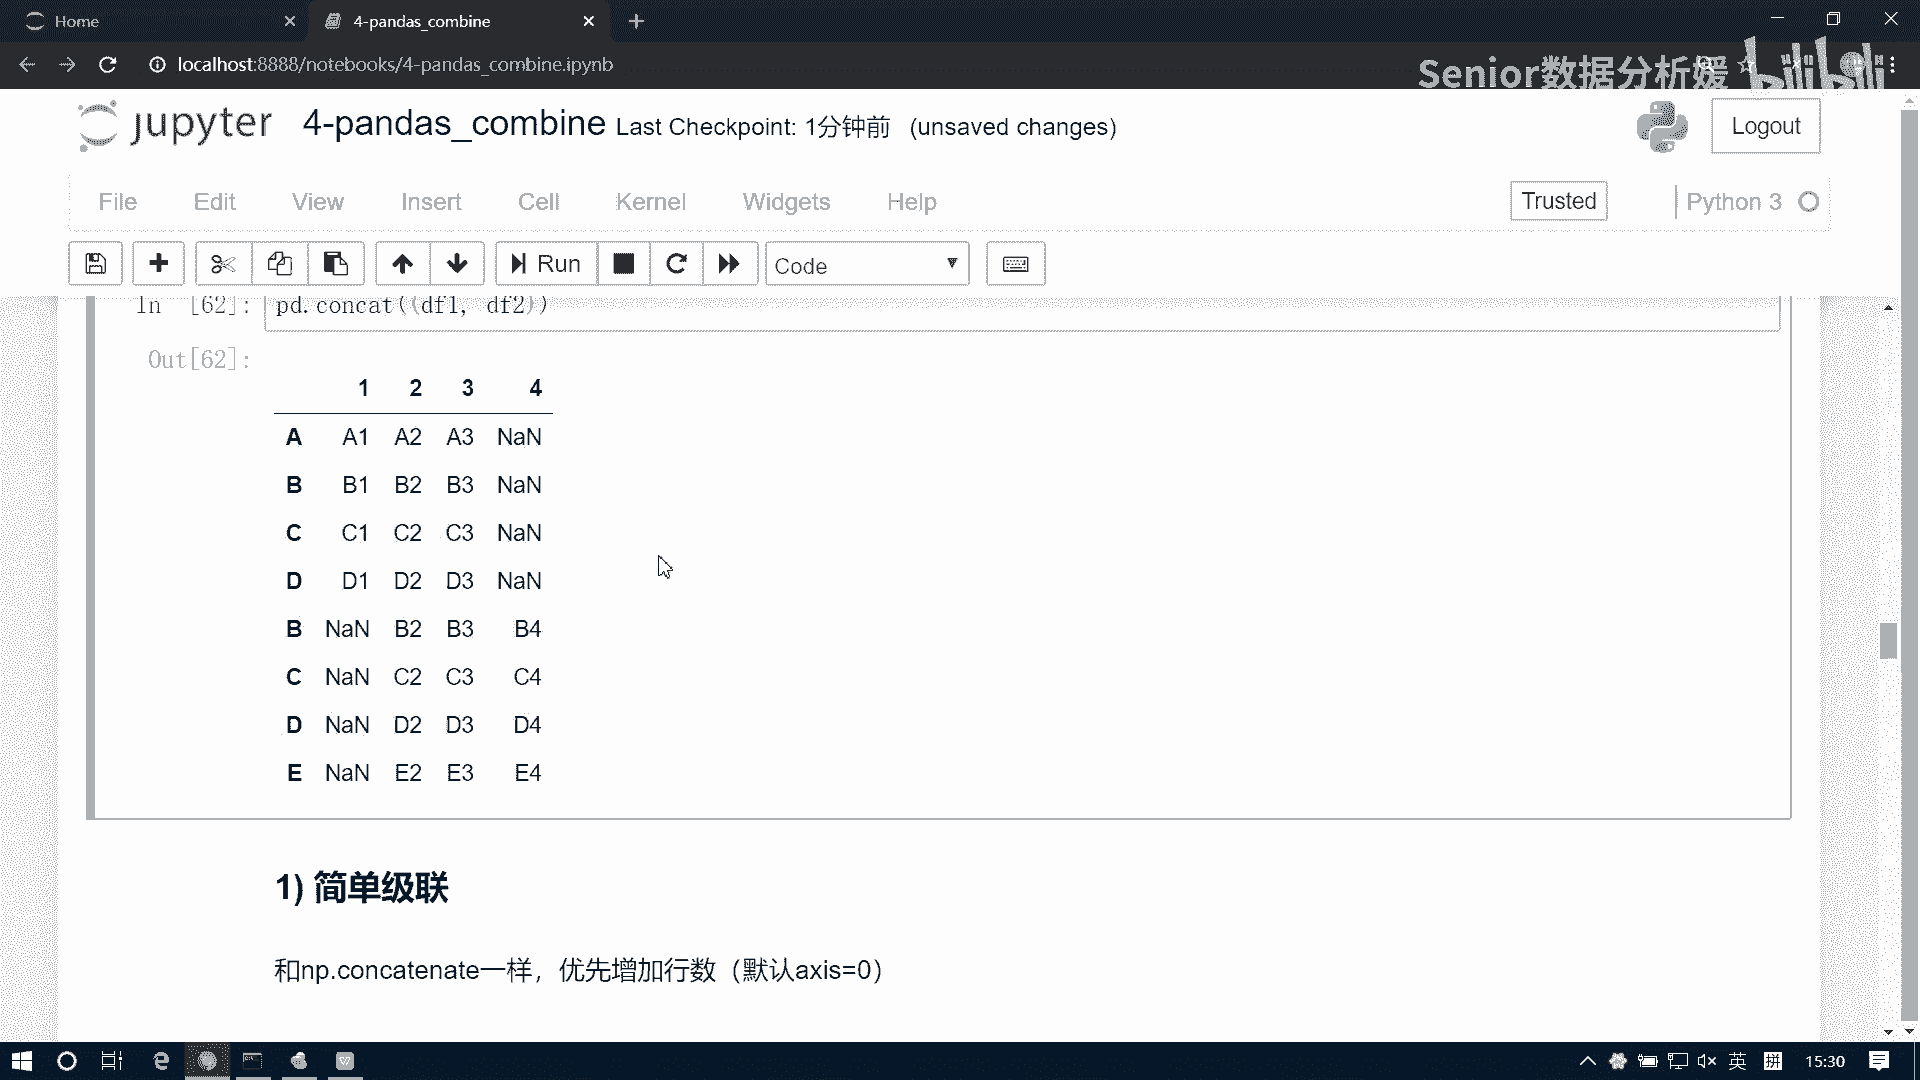 Home
4-pandas_combine
localhost:8888/notebooks/4-pandas_combine.ipynb
Senior数据分析媛 bilibili
jupyter 4-pandas_combine Last Checkpoint: 1分钟前 (unsaved changes)
Logout
File Edit View Insert Cell Kernel Widgets Help
Trusted
Python 3
Run
Code
In [62]: pd.concat((df1, df2))
Out[62]:
1 2 3 4
A A1 A2 A3 NaN
B B1 B2 B3 NaN
C C1 C2 C3 NaN
D D1 D2 D3 NaN
B NaN B2 B3 B4
C NaN C2 C3 C4
D NaN D2 D3 D4
E NaN E2 E3 E4
1) 简单级联
和np.concatenate一样，优先增加行数（默认axis=0）
英 拼 15:30